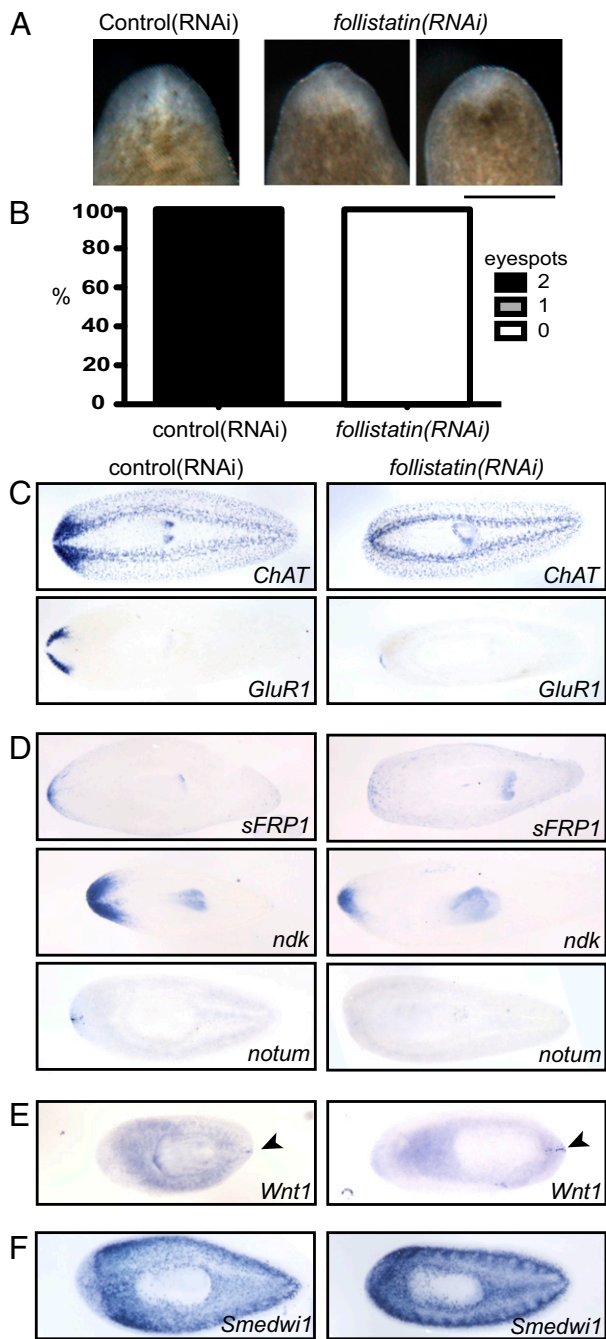 A
Control(RNAi) follistatin(RNAi)
B
100
80
60
40
20
0
%
eyespots
2
1
0
control(RNAi) follistatin(RNAi)
control(RNAi) follistatin(RNAi)
C
ChAT ChAT
GluR1 GluR1
D
sFRP1 sFRP1
ndk ndk
notum notum
E
Wnt1 Wnt1
F
Smedwi1 Smedwi1